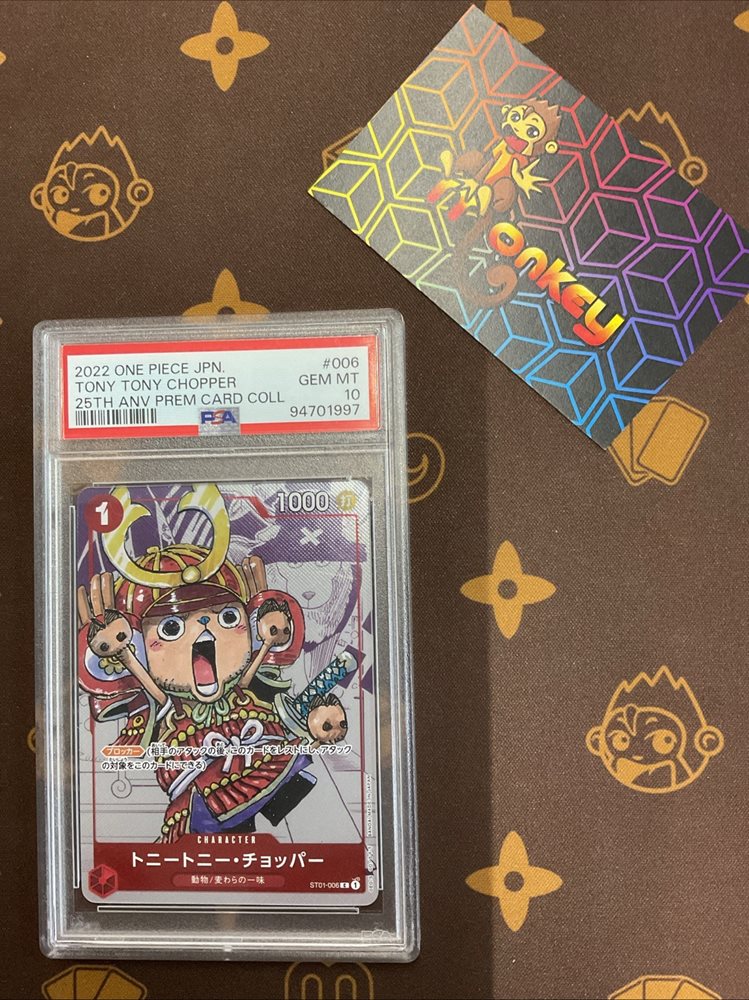 Monkey
2022 ONE PIECE JPN. #006
TONY TONY CHOPPER GEM MT
25TH ANV PREM CARD COLL 10
PSA 94701997
1 1000 打
ブロッカー (相手のアタックの後、このカードをレストにし、アタック
の対象をこのカードにできる)
CHARACTER
トニートニー・チョッパー
動物/麦わらの一味
ST01-006 C 1